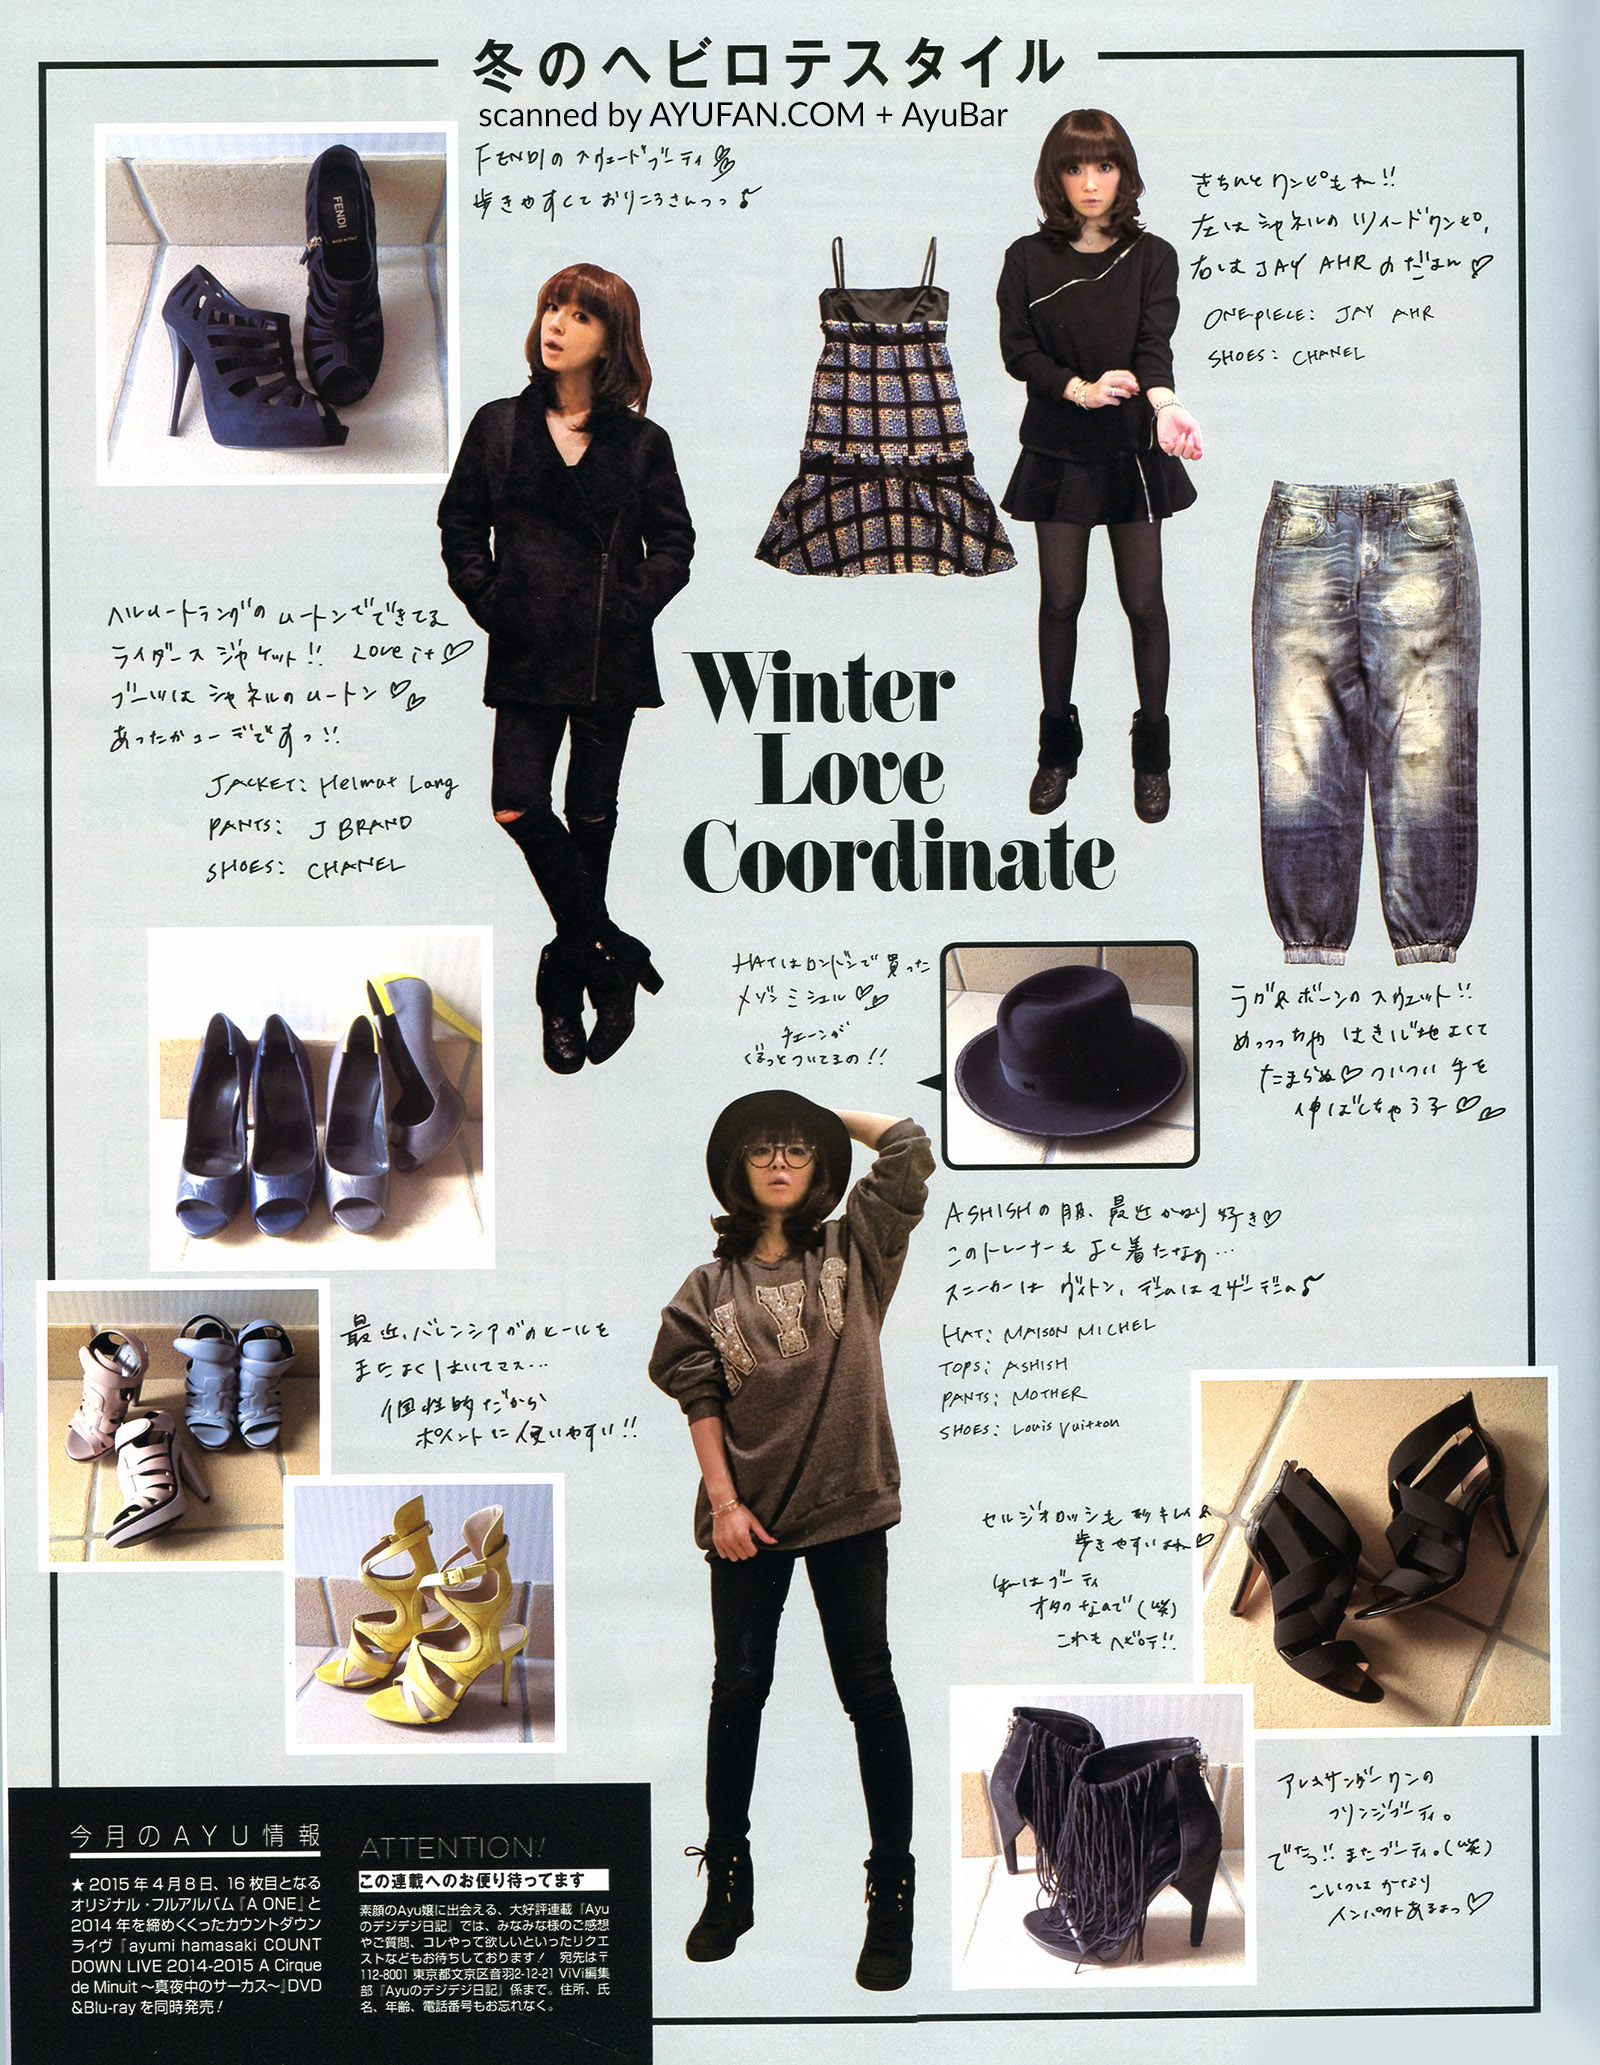 冬のヘビロテスタイル
scanned by AYUFAN.COM + AyuBar
FENDIのスウェードブーティ
歩きやすくておりこうさんっっ♪
FENDI
きちんとワンピもね!!
左はシャネルのツイードワンピ、
右はJAY AHRのだよん♡
ONE-PIECE: JAY AHR
SHOES: CHANEL
ヘルムートラングのムートンでできてる
ライダースジャケット!! Love it♡
ブーツはシャネルのムートン♡♡
あったかコーデですっ!!
JACKET: Helmut Lang
PANTS: J BRAND
SHOES: CHANEL
Winter
Love
Coordinate
HATはロンドンで買った
メゾンミシェル♡♡
チェーンが
ぐるっとついてるの!!
ラグ&ボーンのスウェット!!
めっっっちゃはき心地よくて
たまらぬ♡ついつい手を
伸ばしちゃう子♡♡
ASHISHの服、最近かなり好き♡
このトレーナーもよく着たなぁ…
スニーカーはヴィトン、デニムはマザーデニム♪
HAT: MAISON MICHEL
TOPS: ASHISH
PANTS: MOTHER
SHOES: Louis Vuitton
NYC
最近、バレンシアガのヒールを
またよくはいてマス…
個性的だから
ポイントに使いやすい!!
セルジオロッシも形キレイ&
歩きやすいよね♡
ブーティ
オタクなので(笑)
これもヘビロテ!!
アレキサンダーワンの
フリンジブーティ。
でたっ!!またブーティ。(笑)
こいつはかなり
インパクトあるよっ♡
今月のAYU情報
★2015年4月8日、16枚目となる
オリジナル・フルアルバム『A ONE』と
2014年を締めくくったカウントダウン
ライヴ『ayumi hamasaki COUNT
DOWN LIVE 2014-2015 A Cirque
de Minuit 〜真夜中のサーカス〜』DVD
&Blu-rayを同時発売！
ATTENTION!
この連載へのお便り待ってます
素顔のAyu嬢に出会える、大好評連載『Ayu
のデジデジ日記』では、みなみな様のご感想
やご質問、コレやって欲しいといったリクエ
ストなどもお待ちしております！　宛先は〒
112-8001 東京都文京区音羽2-12-21 ViVi編集
部『Ayuのデジデジ日記』係まで。住所、氏
名、年齢、電話番号もお忘れなく。